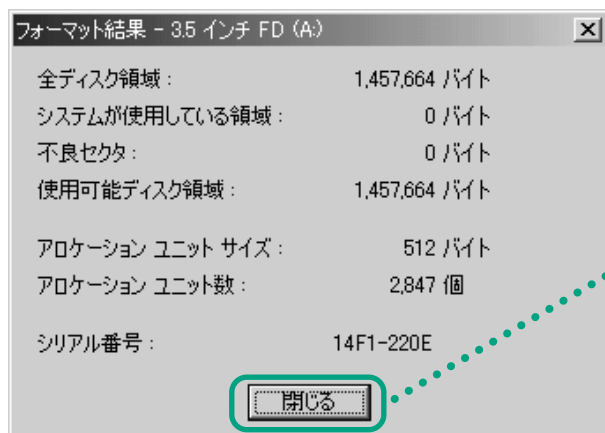 フォーマット結果 - 3.5 インチ FD (A:)
全ディスク領域 : 1,457,664 バイト
システムが使用している領域 : 0 バイト
不良セクタ : 0 バイト
使用可能ディスク領域 : 1,457,664 バイト
アロケーション ユニット サイズ : 512 バイト
アロケーション ユニット数 : 2,847 個
シリアル番号 : 14F1-220E
閉じる